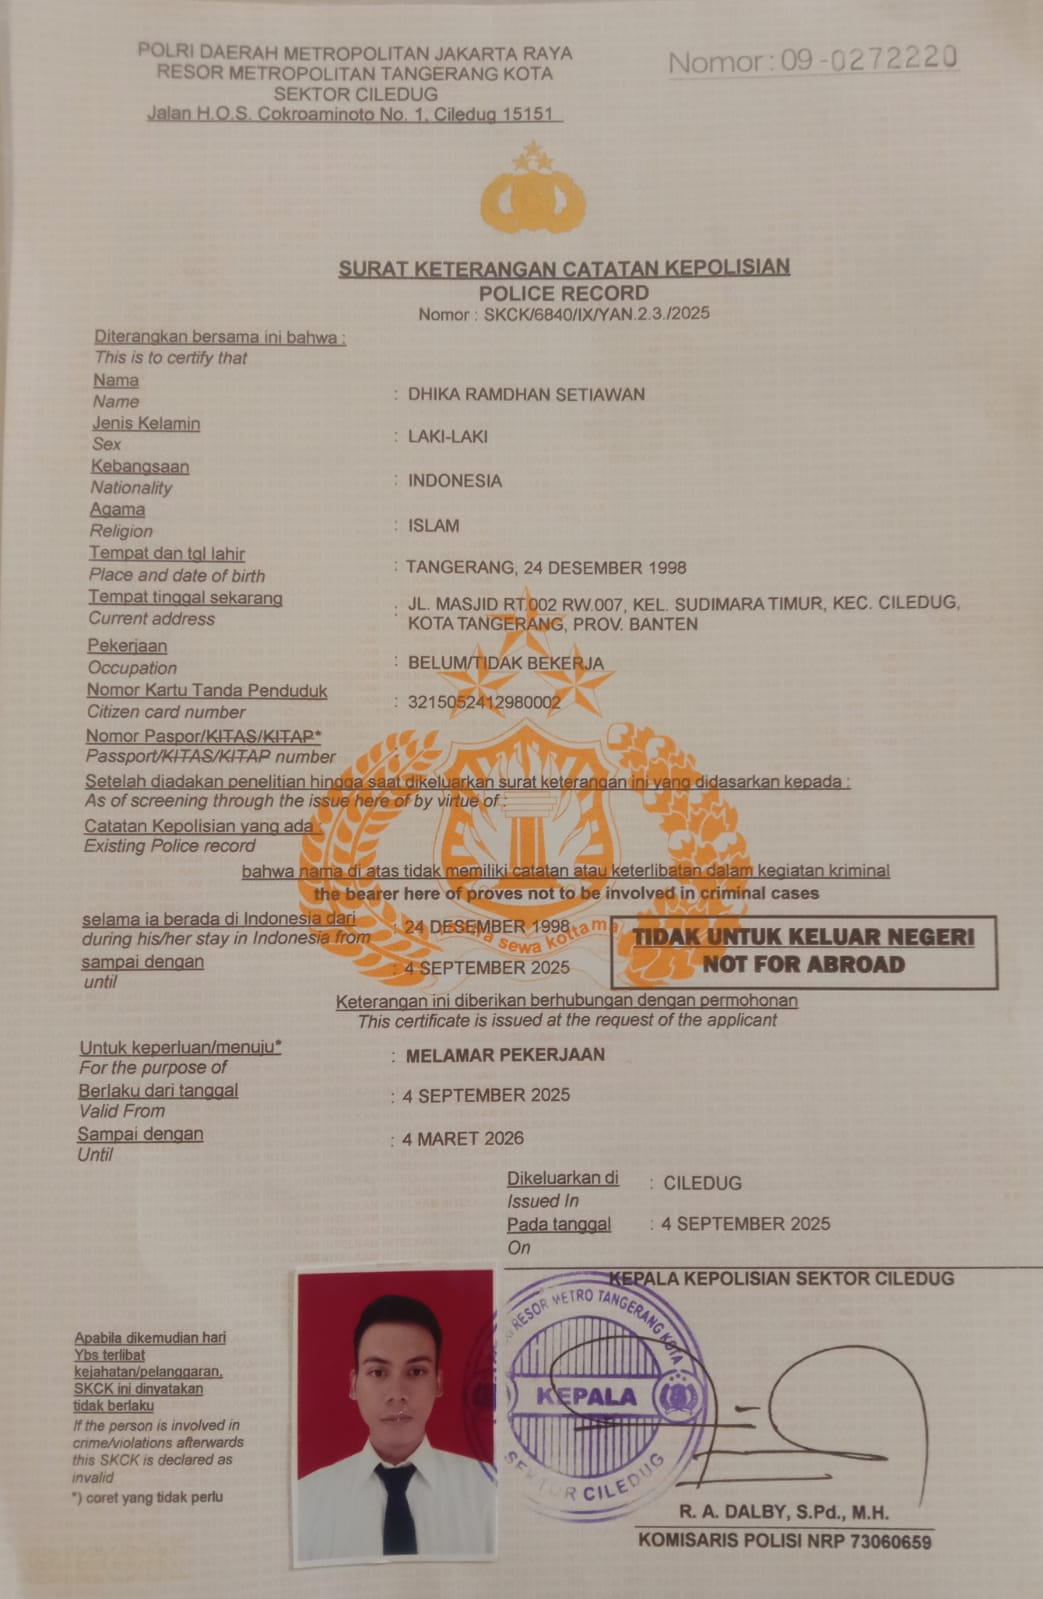 POLRI DAERAH METROPOLITAN JAKARTA RAYA
RESOR METROPOLITAN TANGERANG KOTA
SEKTOR CILEDUG
Jalan H.O.S. Cokroaminoto No. 1, Ciledug 15151
Nomor : 09 -0272220
SURAT KETERANGAN CATATAN KEPOLISIAN
POLICE RECORD
Nomor : SKCK/6840/IX/YAN.2.3./2025
Diterangkan bersama ini bahwa :
This is to certify that
Nama
Name
: DHIKA RAMDHAN SETIAWAN
Jenis Kelamin
Sex
: LAKI-LAKI
Kebangsaan
Nationality
: INDONESIA
Agama
Religion
: ISLAM
Tempat dan tgl lahir
Place and date of birth
: TANGERANG, 24 DESEMBER 1998
Tempat tinggal sekarang
Current address
: JL. MASJID RT.002 RW.007, KEL. SUDIMARA TIMUR, KEC. CILEDUG,
KOTA TANGERANG, PROV. BANTEN
Pekerjaan
Occupation
: BELUM/TIDAK BEKERJA
Nomor Kartu Tanda Penduduk
Citizen card number
: 3215052412980002
Nomor Paspor/KITAS/KITAP*
Passport/KITAS/KITAP number
:
Setelah diadakan penelitian hingga saat dikeluarkan surat keterangan ini yang didasarkan kepada :
As of screening through the issue here of by virtue of :
Catatan Kepolisian yang ada :
Existing Police record
bahwa nama di atas tidak memiliki catatan atau keterlibatan dalam kegiatan kriminal
the bearer here of proves not to be involved in criminal cases
selama ia berada di Indonesia dari
during his/her stay in Indonesia from
: 24 DESEMBER 1998
sampai dengan
until
: 4 SEPTEMBER 2025
sewa kottama
TIDAK UNTUK KELUAR NEGERI
NOT FOR ABROAD
Keterangan ini diberikan berhubungan dengan permohonan
This certificate is issued at the request of the applicant
Untuk keperluan/menuju*
For the purpose of
: MELAMAR PEKERJAAN
Berlaku dari tanggal
Valid From
: 4 SEPTEMBER 2025
Sampai dengan
Until
: 4 MARET 2026
Dikeluarkan di
Issued In
: CILEDUG
Pada tanggal
On
: 4 SEPTEMBER 2025
KEPALA KEPOLISIAN SEKTOR CILEDUG
RESOR METRO TANGERANG KOTA
KEPALA
SEKTOR CILEDUG
R. A. DALBY, S.Pd., M.H.
KOMISARIS POLISI NRP 73060659
Apabila dikemudian hari
Ybs terlibat
kejahatan/pelanggaran,
SKCK ini dinyatakan
tidak berlaku
If the person is involved in
crime/violations afterwards
this SKCK is declared as
invalid
*) coret yang tidak perlu